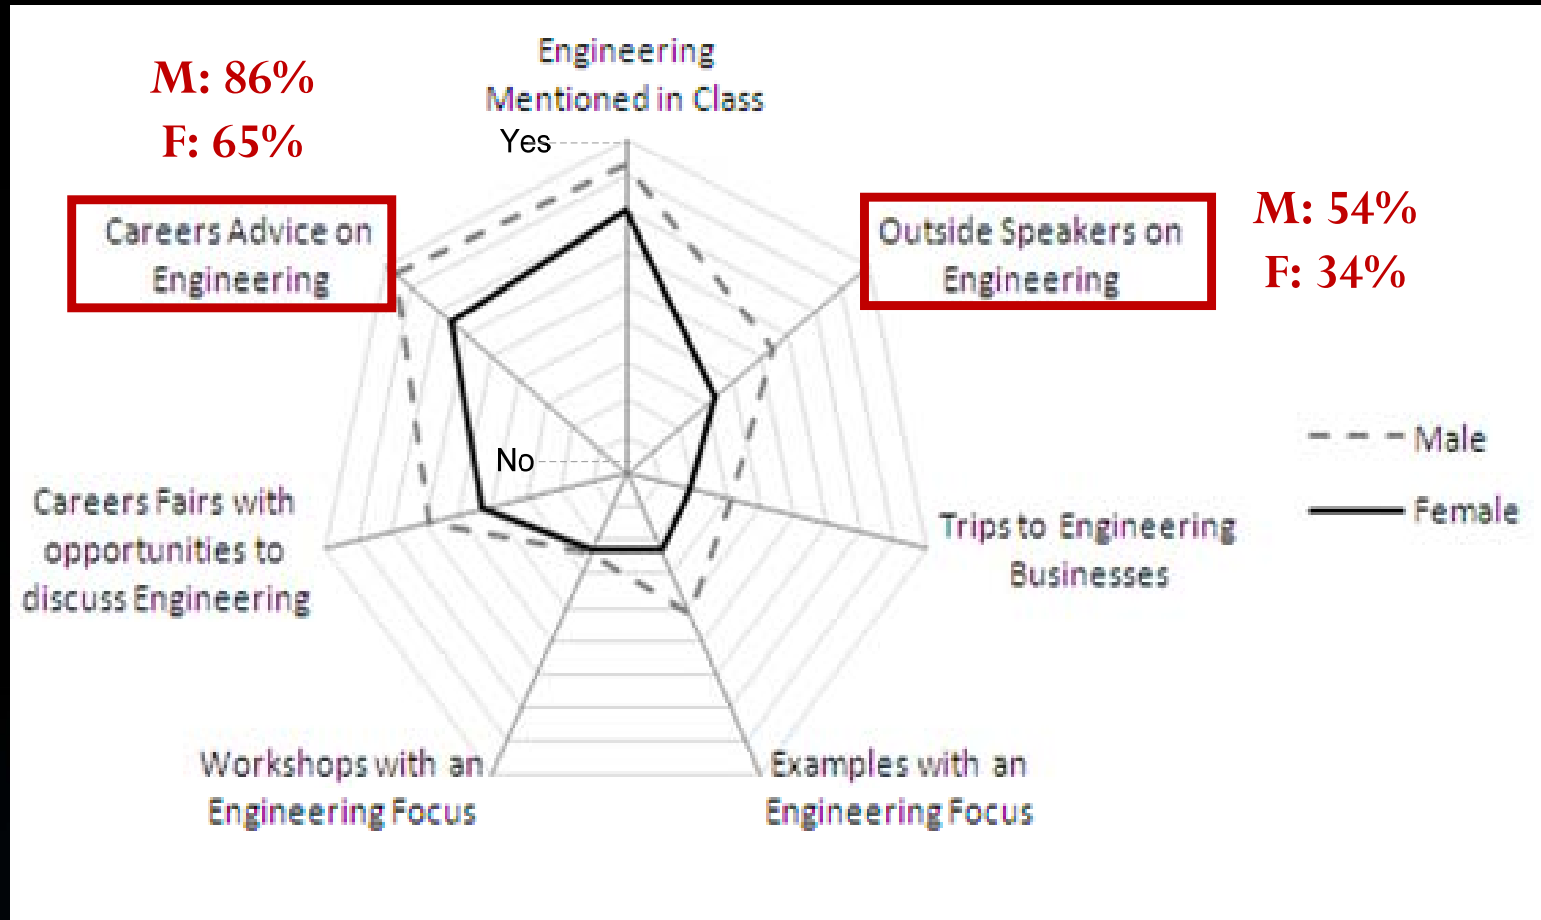 Engineering
Mentioned in Class
M: 86%
F: 65%
Yes
Careers Advice on
Engineering
Outside Speakers on
Engineering
M: 54%
F: 34%
No
Male
Female
Careers Fairs with
opportunities to
discuss Engineering
Trips to Engineering
Businesses
Workshops with an
Engineering Focus
Examples with an
Engineering Focus